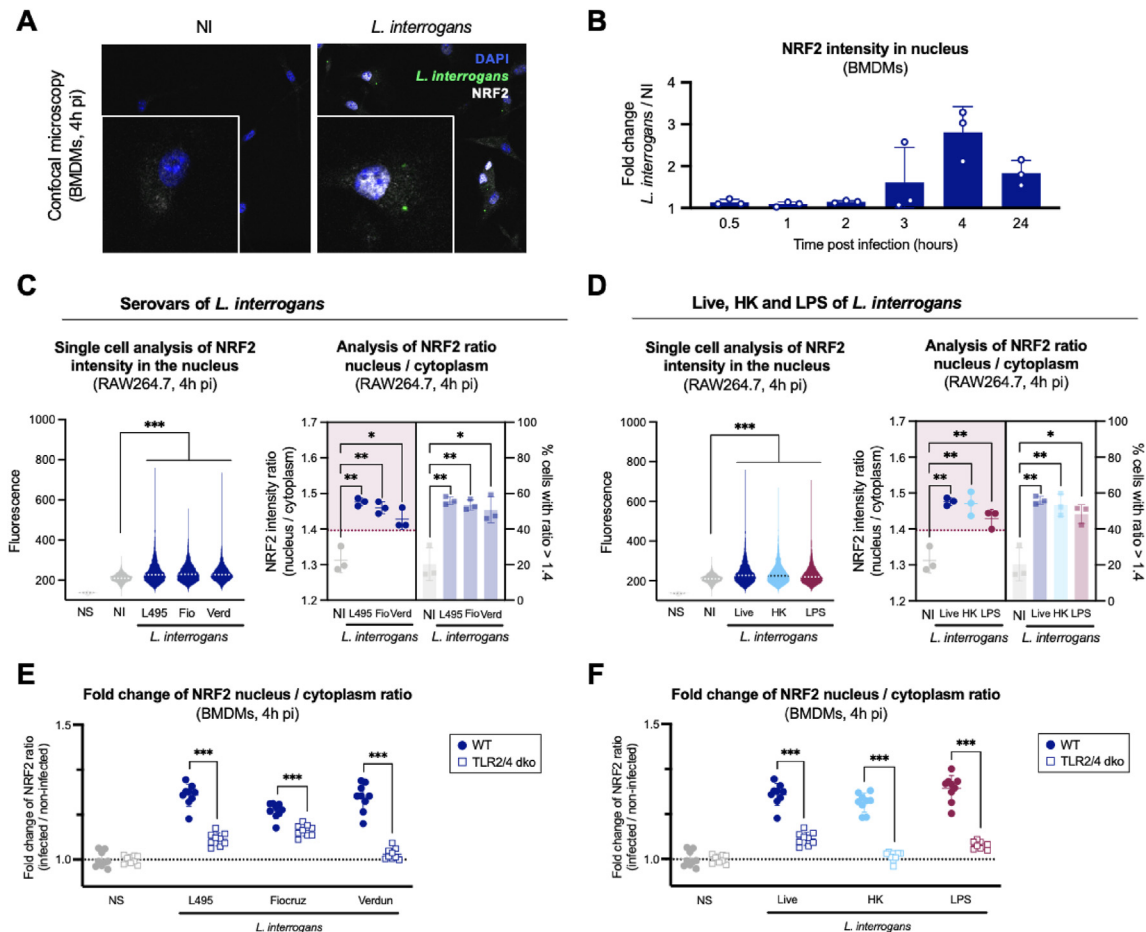 A
NI
L. interrogans
DAPI
L. interrogans
NRF2
Confocal microscopy
(BMDMs, 4h pi)
B
NRF2 intensity in nucleus
(BMDMs)
Fold change
L. interrogans / NI
4
3
2
1
0.5 1 2 3 4 24
Time post infection (hours)
C
Serovars of L. interrogans
Single cell analysis of NRF2
intensity in the nucleus
(RAW264.7, 4h pi)
Fluorescence
1000
800
600
400
200
***
NS NI L495 Fio Verd
L. interrogans
Analysis of NRF2 ratio
nucleus / cytoplasm
(RAW264.7, 4h pi)
NRF2 intensity ratio
(nucleus / cytoplasm)
1.7
1.6
1.5
1.4
1.3
1.2
*
**
**
*
**
**
100
80
60
40
20
0
% cells with ratio > 1.4
NI L495 Fio Verd NI L495 Fio Verd
L. interrogans L. interrogans
D
Live, HK and LPS of L. interrogans
Single cell analysis of NRF2
intensity in the nucleus
(RAW264.7, 4h pi)
Fluorescence
1000
800
600
400
200
***
NS NI Live HK LPS
L. interrogans
Analysis of NRF2 ratio
nucleus / cytoplasm
(RAW264.7, 4h pi)
NRF2 intensity ratio
(nucleus / cytoplasm)
1.7
1.6
1.5
1.4
1.3
1.2
**
**
**
*
**
**
100
80
60
40
20
0
% cells with ratio > 1.4
NI Live HK LPS NI Live HK LPS
L. interrogans L. interrogans
E
Fold change of NRF2 nucleus / cytoplasm ratio
(BMDMs, 4h pi)
Fold change of NRF2 ratio
(infected / non-infected)
1.5
1.0
*** *** ***
WT
TLR2/4 dko
NS L495 Fiocruz Verdun
L. interrogans
F
Fold change of NRF2 nucleus / cytoplasm ratio
(BMDMs, 4h pi)
Fold change of NRF2 ratio
(infected / non-infected)
1.5
1.0
*** *** ***
WT
TLR2/4 dko
NS Live HK LPS
L. interrogans